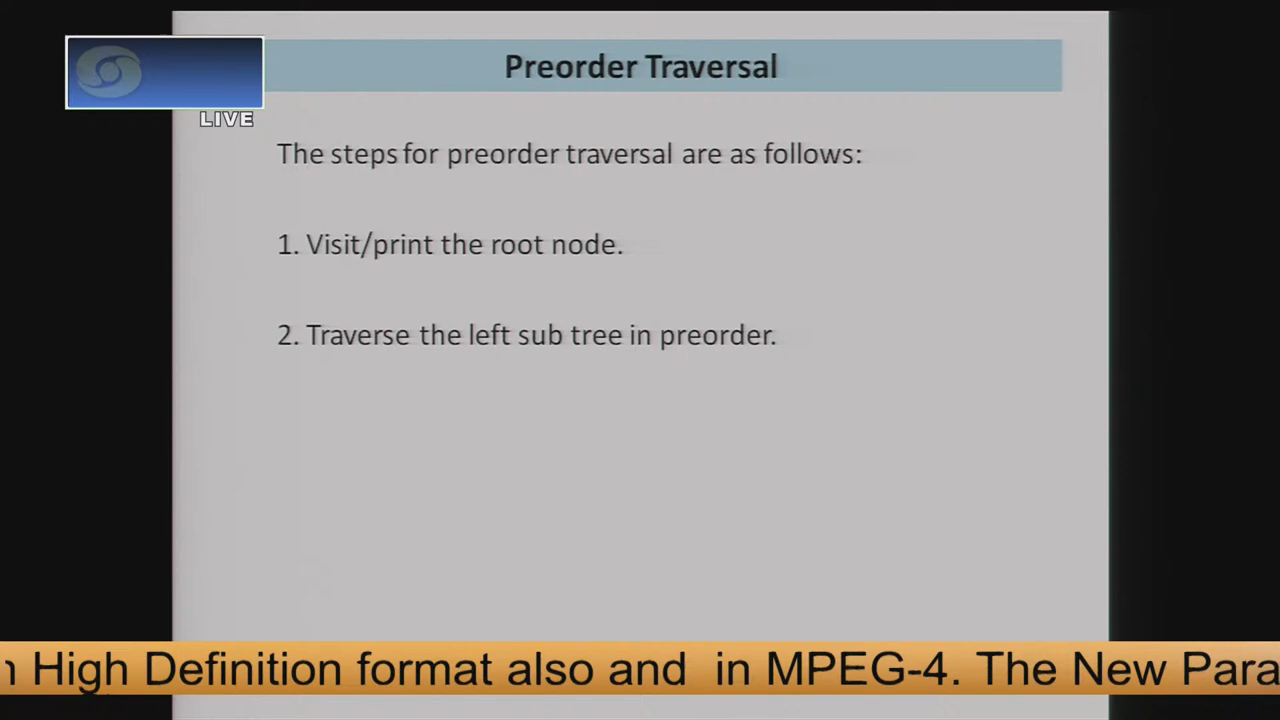 Preorder Traversal
LIVE
The steps for preorder traversal are as follows:
1. Visit/print the root node.
2. Traverse the left sub tree in preorder.
High Definition format also and in MPEG-4. The New